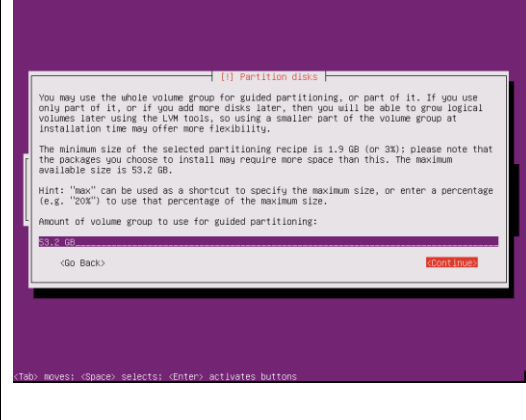 [!] Partition disks
You may use the whole volume group for guided partitioning, or part of it. If you use
only part of it, or if you add more disks later, then you will be able to grow logical
volumes later using the LVM tools, so using a smaller part of the volume group at
installation time may offer more flexibility.
The minimum size of the selected partitioning recipe is 1.9 GB (or 3%); please note that
the packages you choose to install may require more space than this. The maximum
available size is 53.2 GB.
Hint: "max" can be used as a shortcut to specify the maximum size, or enter a percentage
(e.g. "20%") to use that percentage of the maximum size.
Amount of volume group to use for guided partitioning:
53.2 GB
<Go Back> <Continue>
<Tab> moves; <Space> selects; <Enter> activates buttons